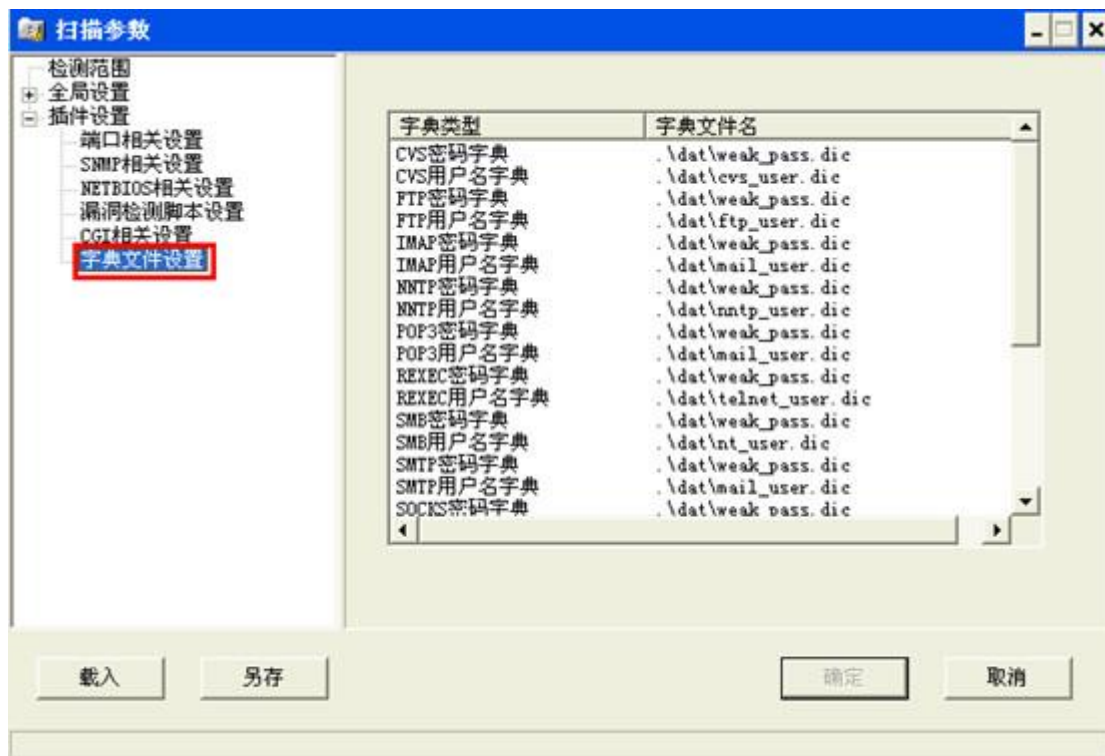 扫描参数
检测范围
全局设置
插件设置
端口相关设置
SNMP相关设置
NETBIOS相关设置
漏洞检测脚本设置
CGI相关设置
字典文件设置
字典类型 字典文件名
CVS密码字典 .\dat\weak_pass.dic
CVS用户名字典 .\dat\cvs_user.dic
FTP密码字典 .\dat\weak_pass.dic
FTP用户名字典 .\dat\ftp_user.dic
IMAP密码字典 .\dat\weak_pass.dic
IMAP用户名字典 .\dat\mail_user.dic
NNTP密码字典 .\dat\weak_pass.dic
NNTP用户名字典 .\dat\nntp_user.dic
POP3密码字典 .\dat\weak_pass.dic
POP3用户名字典 .\dat\mail_user.dic
REXEC密码字典 .\dat\weak_pass.dic
REXEC用户名字典 .\dat\telnet_user.dic
SMB密码字典 .\dat\weak_pass.dic
SMB用户名字典 .\dat\nt_user.dic
SMTP密码字典 .\dat\weak_pass.dic
SMTP用户名字典 .\dat\mail_user.dic
SOCKS密码字典 .\dat\weak_pass.dic
载入 另存 确定 取消